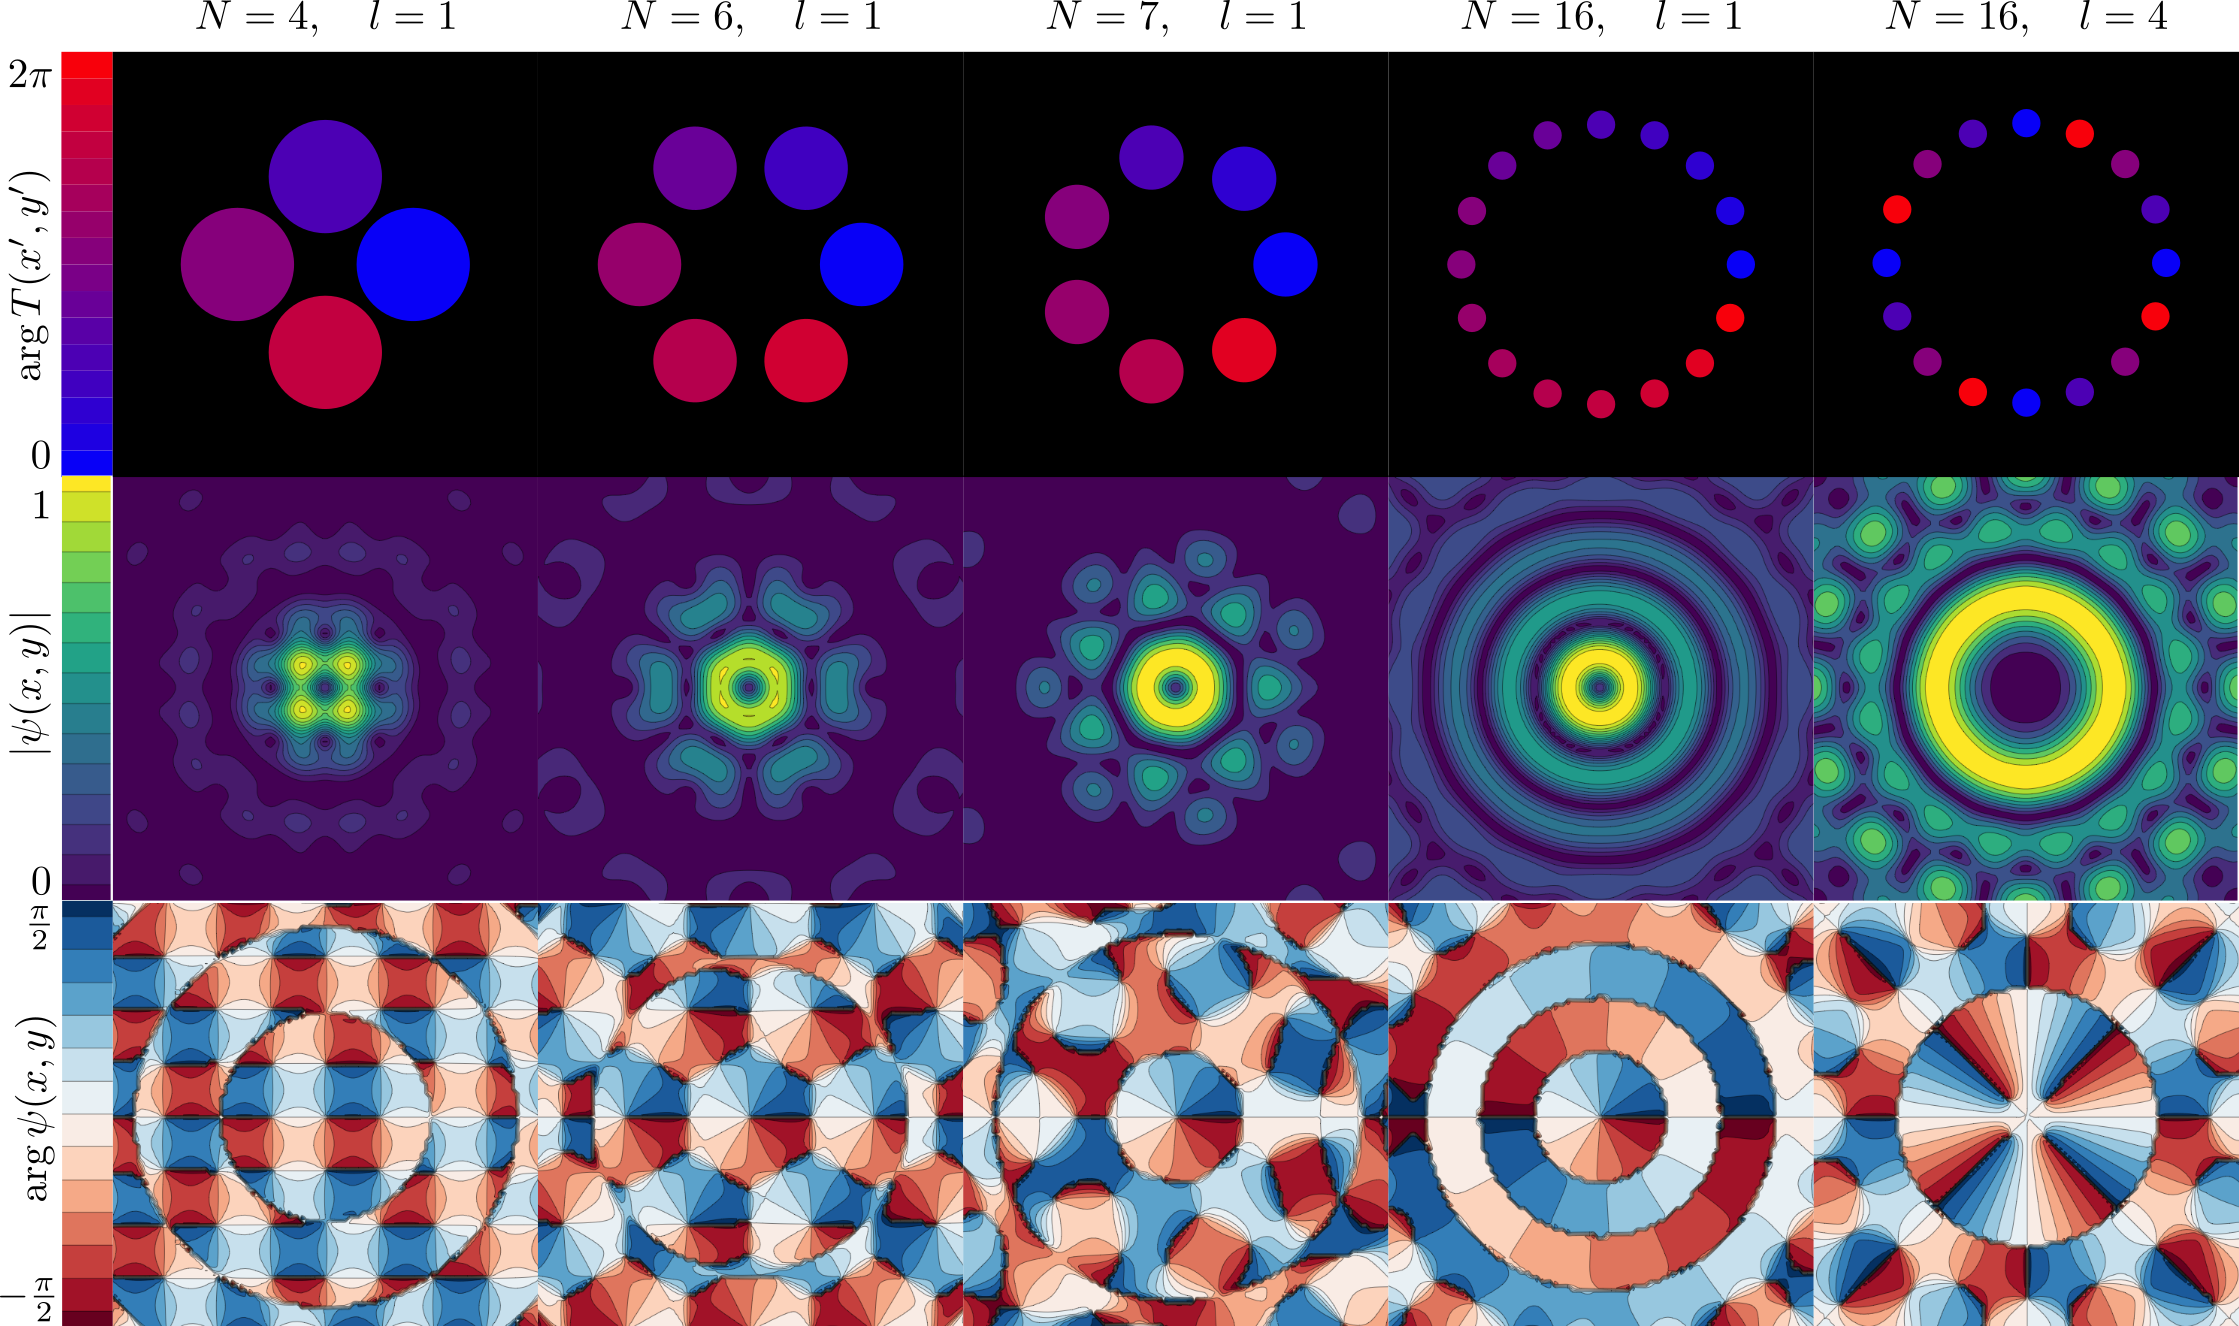 N = 4, l = 1
N = 6, l = 1
N = 7, l = 1
N = 16, l = 1
N = 16, l = 4
2π
arg T(x′, y′)
0
1
|ψ(x, y)|
0
π/2
arg ψ(x, y)
−π/2